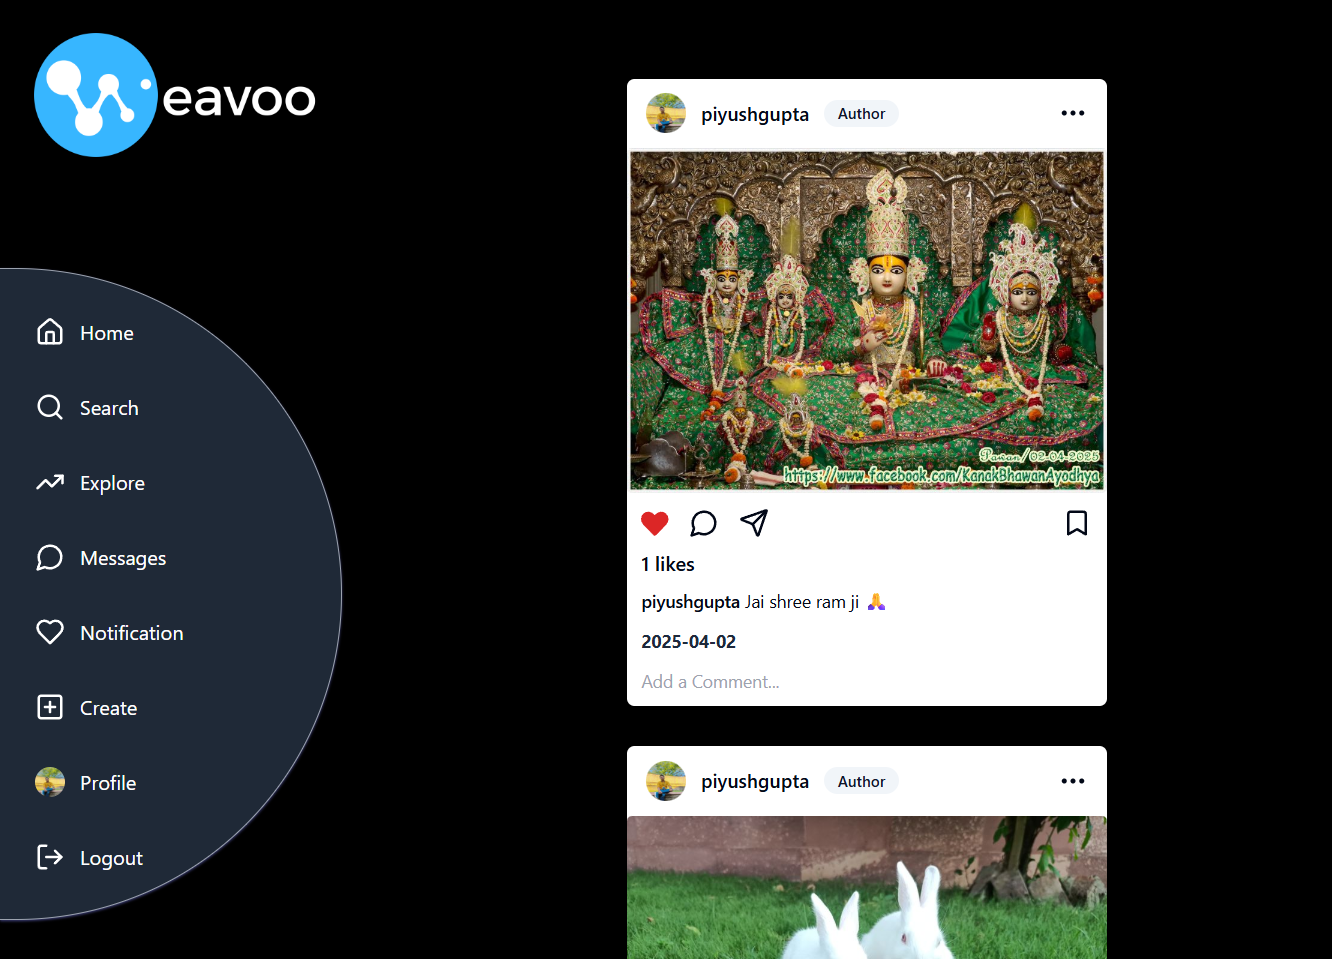 eavoo
Home
Search
Explore
Messages
Notification
Create
Profile
Logout
piyushgupta Author
Pawan/02-04-2025
https://www.facebook.com/KanakBhawanAyodhya
1 likes
piyushgupta Jai shree ram ji 🙏
2025-04-02
Add a Comment...
piyushgupta Author